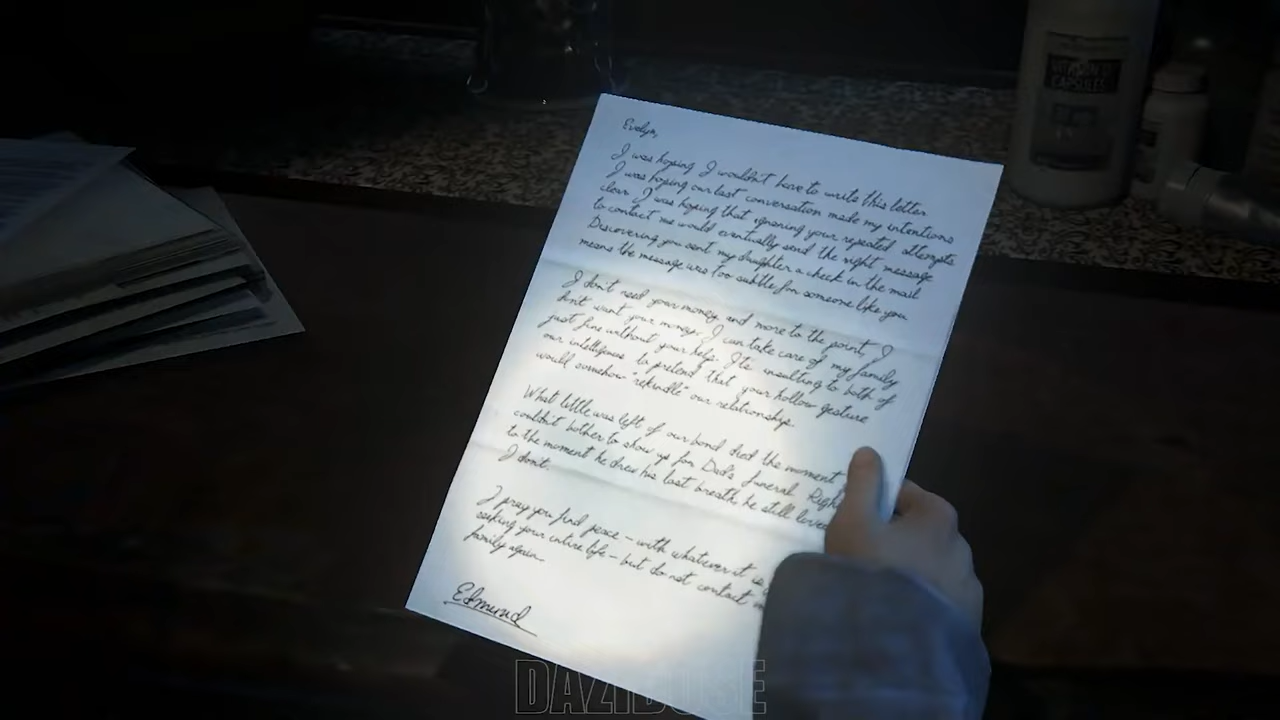 Evelyn,
I was hoping I wouldn't have to write this letter
I was hoping our last conversation made my intentions
clear. I was hoping that ignoring your repeated attempts
to contact me would eventually send the right message
Discovering you sent my daughter a check in the mail
means the message was too subtle for someone like you
I don't need your money and more to the point, I
don't want your money. I can take care of my family
just fine without your help. It's insulting to both of
our intelligence to pretend that your hollow gesture
would somehow "rekindle" our relationship.
What little was left of our bond died the moment
couldn't bother to show up for Dad's funeral. Right
to the moment he drew his last breath he still loved
I don't.
I pray you find peace - with whatever it is
seeking your entire life - but do not contact
family again.
Edmund
CAPSULES